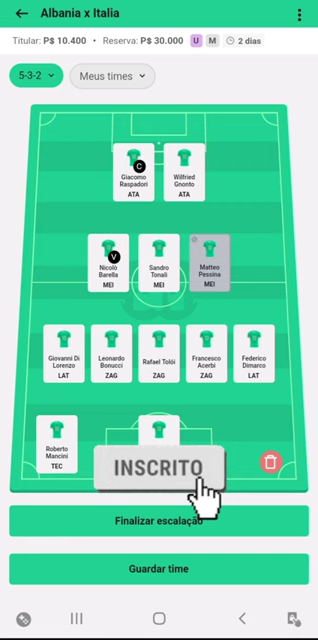 Albania x Italia
Titular: P$ 10.400 • Reserva: P$ 30.000 U M 2 dias
5-3-2 Meus times
C
Giacomo Raspadori
ATA
Wilfried Gnonto
ATA
V
Nicolò Barella
MEI
Sandro Tonali
MEI
Matteo Pessina
MEI
Giovanni Di Lorenzo
LAT
Leonardo Bonucci
ZAG
Rafael Tolói
ZAG
Francesco Acerbi
ZAG
Federico Dimarco
LAT
Roberto Mancini
TEC
INSCRITO
Finalizar escalação
Guardar time